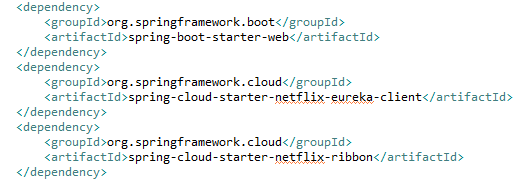 <dependency>
    <groupId>org.springframework.boot</groupId>
    <artifactId>spring-boot-starter-web</artifactId>
</dependency>
<dependency>
    <groupId>org.springframework.cloud</groupId>
    <artifactId>spring-cloud-starter-netflix-eureka-client</artifactId>
</dependency>
<dependency>
    <groupId>org.springframework.cloud</groupId>
    <artifactId>spring-cloud-starter-netflix-ribbon</artifactId>
</dependency>